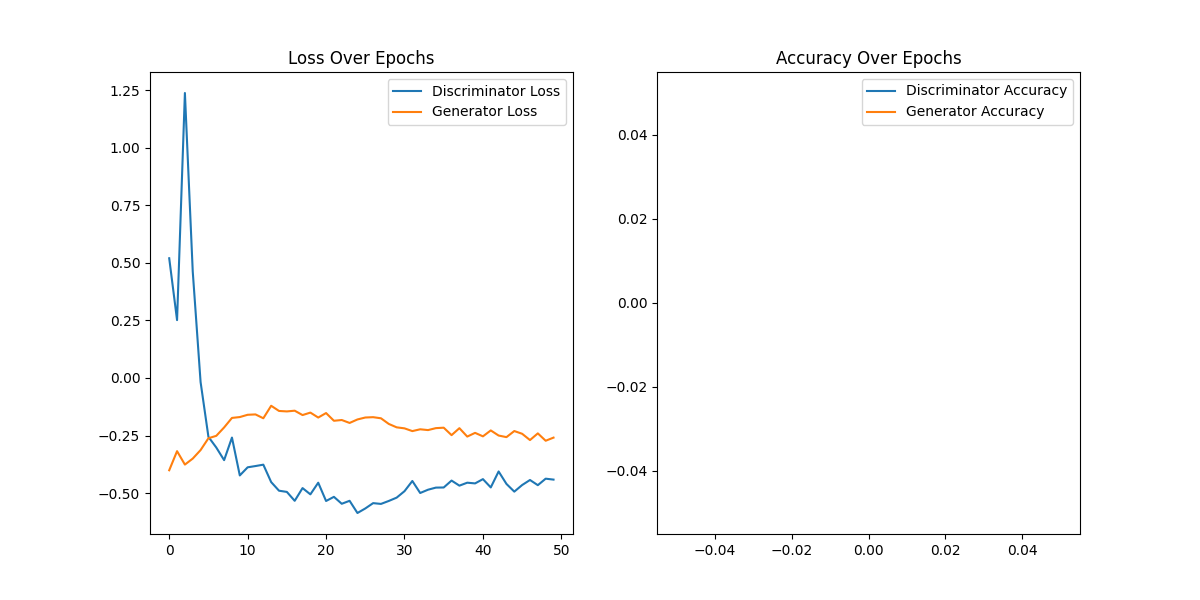 Loss Over Epochs
Discriminator Loss
Generator Loss
1.25
1.00
0.75
0.50
0.25
0.00
−0.25
−0.50
0 10 20 30 40 50
Accuracy Over Epochs
Discriminator Accuracy
Generator Accuracy
0.04
0.02
0.00
−0.02
−0.04
−0.04 −0.02 0.00 0.02 0.04